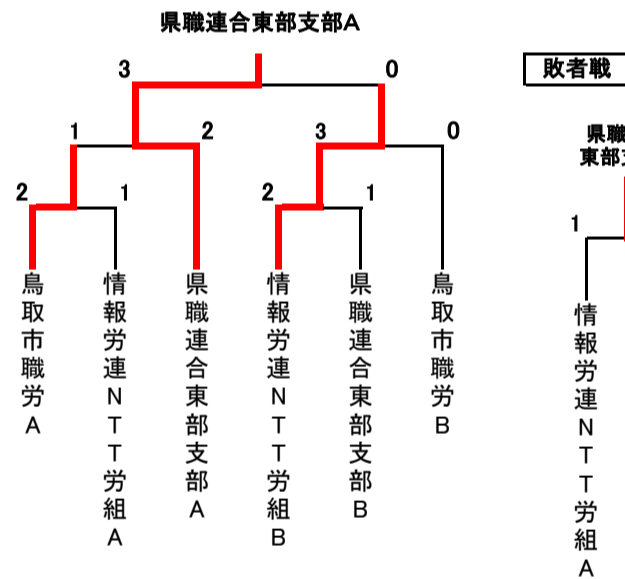 県職連合東部支部A
3
0
敗者戦
1
2
3
0
県職
東部支
2
1
2
1
1
鳥取市職労A
情報労連NTT労組A
県職連合東部支部A
情報労連NTT労組B
県職連合東部支部B
鳥取市職労B
情報労連NTT労組A